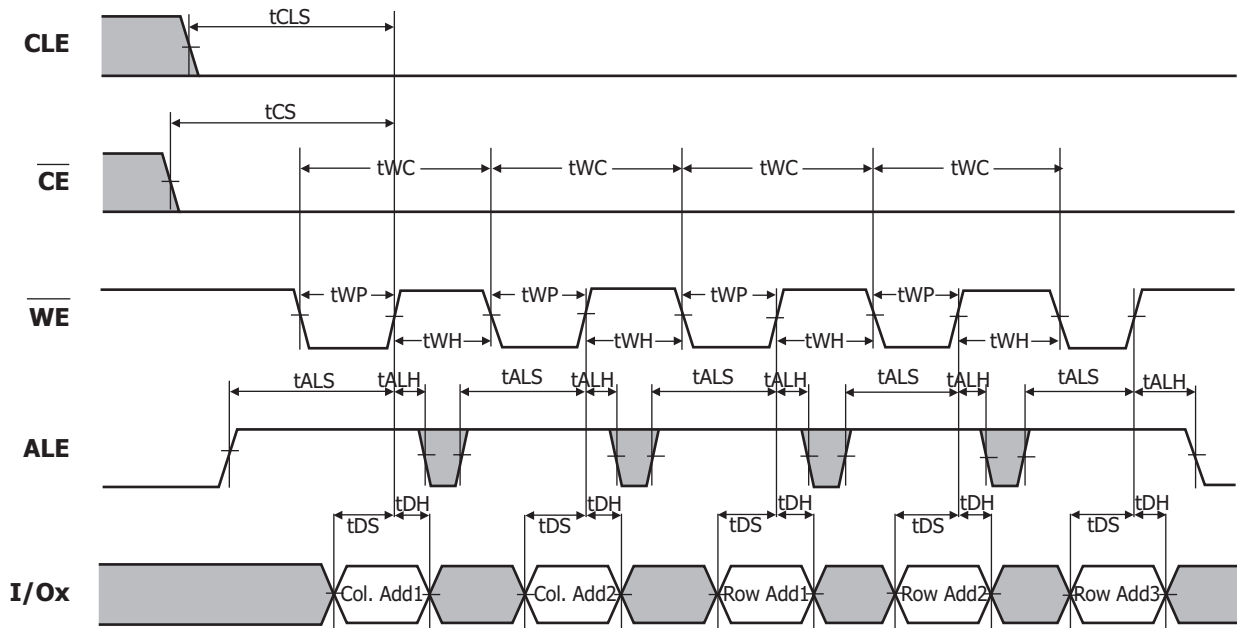 tCLS
CLE
tCS
CE
tWC tWC tWC tWC
WE
tWP tWP tWP tWP
tWH tWH tWH tWH
tALS tALH tALS tALH tALS tALH tALS tALH tALS tALH
ALE
tDS tDH tDS tDH tDS tDH tDS tDH tDS tDH
I/Ox
Col. Add1 Col. Add2 Row Add1 Row Add2 Row Add3